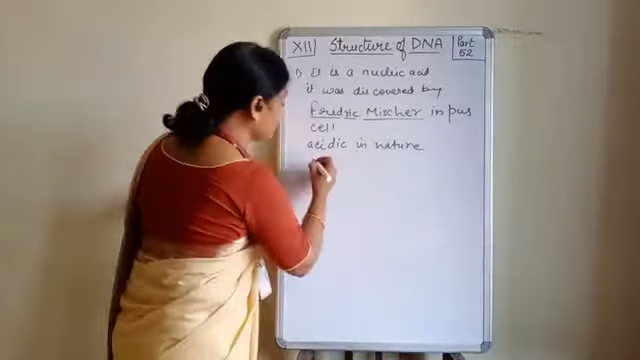 XII Structure of DNA Part 52
1) It is a nucleic acid
it was discovered by
Fredric Mischer in pus
cell
acidic in nature